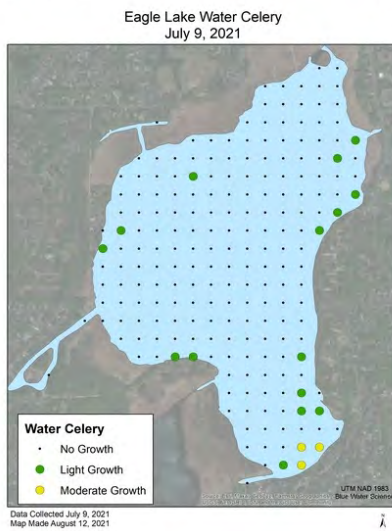 Eagle Lake Water Celery
July 9, 2021
Water Celery
No Growth
Light Growth
Moderate Growth
UTM NAD 1983
Blue Water Science
Data Collected July 9, 2021
Map Made August 12, 2021
N